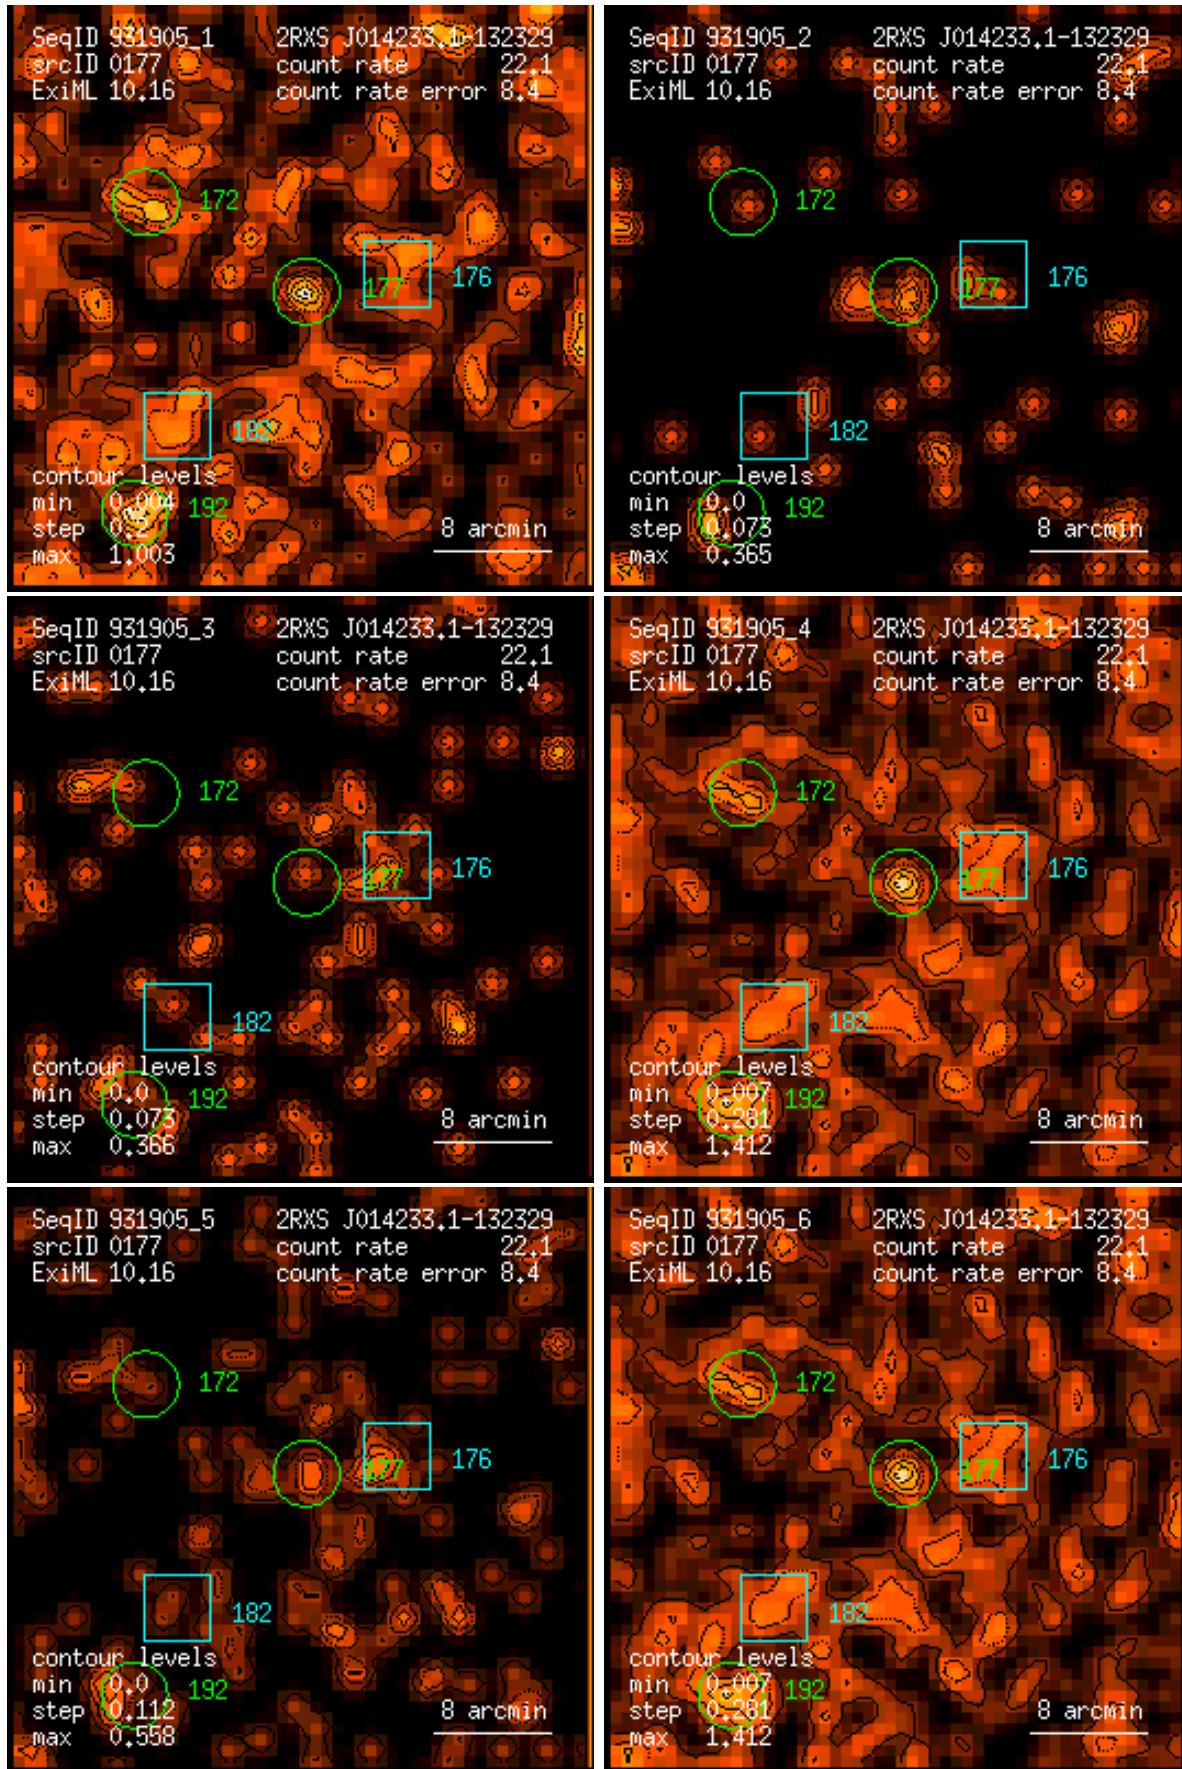 SeqID 931905_1 2RXS J014233.1-132329
srcID 0177 count rate 22.1
ExiML 10.16 count rate error 8.4
172
177 176
182
contour levels
min 0.004 192
step 0.2 8 arcmin
max 1.003
SeqID 931905_2 2RXS J014233.1-132329
srcID 0177 count rate 22.1
ExiML 10.16 count rate error 8.4
172
177 176
182
contour levels
min 0.0 192
step 0.073 8 arcmin
max 0.365
SeqID 931905_3 2RXS J014233.1-132329
srcID 0177 count rate 22.1
ExiML 10.16 count rate error 8.4
172
177 176
182
contour levels
min 0.0 192
step 0.073 8 arcmin
max 0.366
SeqID 931905_4 2RXS J014233.1-132329
srcID 0177 count rate 22.1
ExiML 10.16 count rate error 8.4
172
177 176
182
contour levels
min 0.007 192
step 0.281 8 arcmin
max 1.412
SeqID 931905_5 2RXS J014233.1-132329
srcID 0177 count rate 22.1
ExiML 10.16 count rate error 8.4
172
177 176
182
contour levels
min 0.0 192
step 0.112 8 arcmin
max 0.558
SeqID 931905_6 2RXS J014233.1-132329
srcID 0177 count rate 22.1
ExiML 10.16 count rate error 8.4
172
177 176
182
contour levels
min 0.007 192
step 0.281 8 arcmin
max 1.412